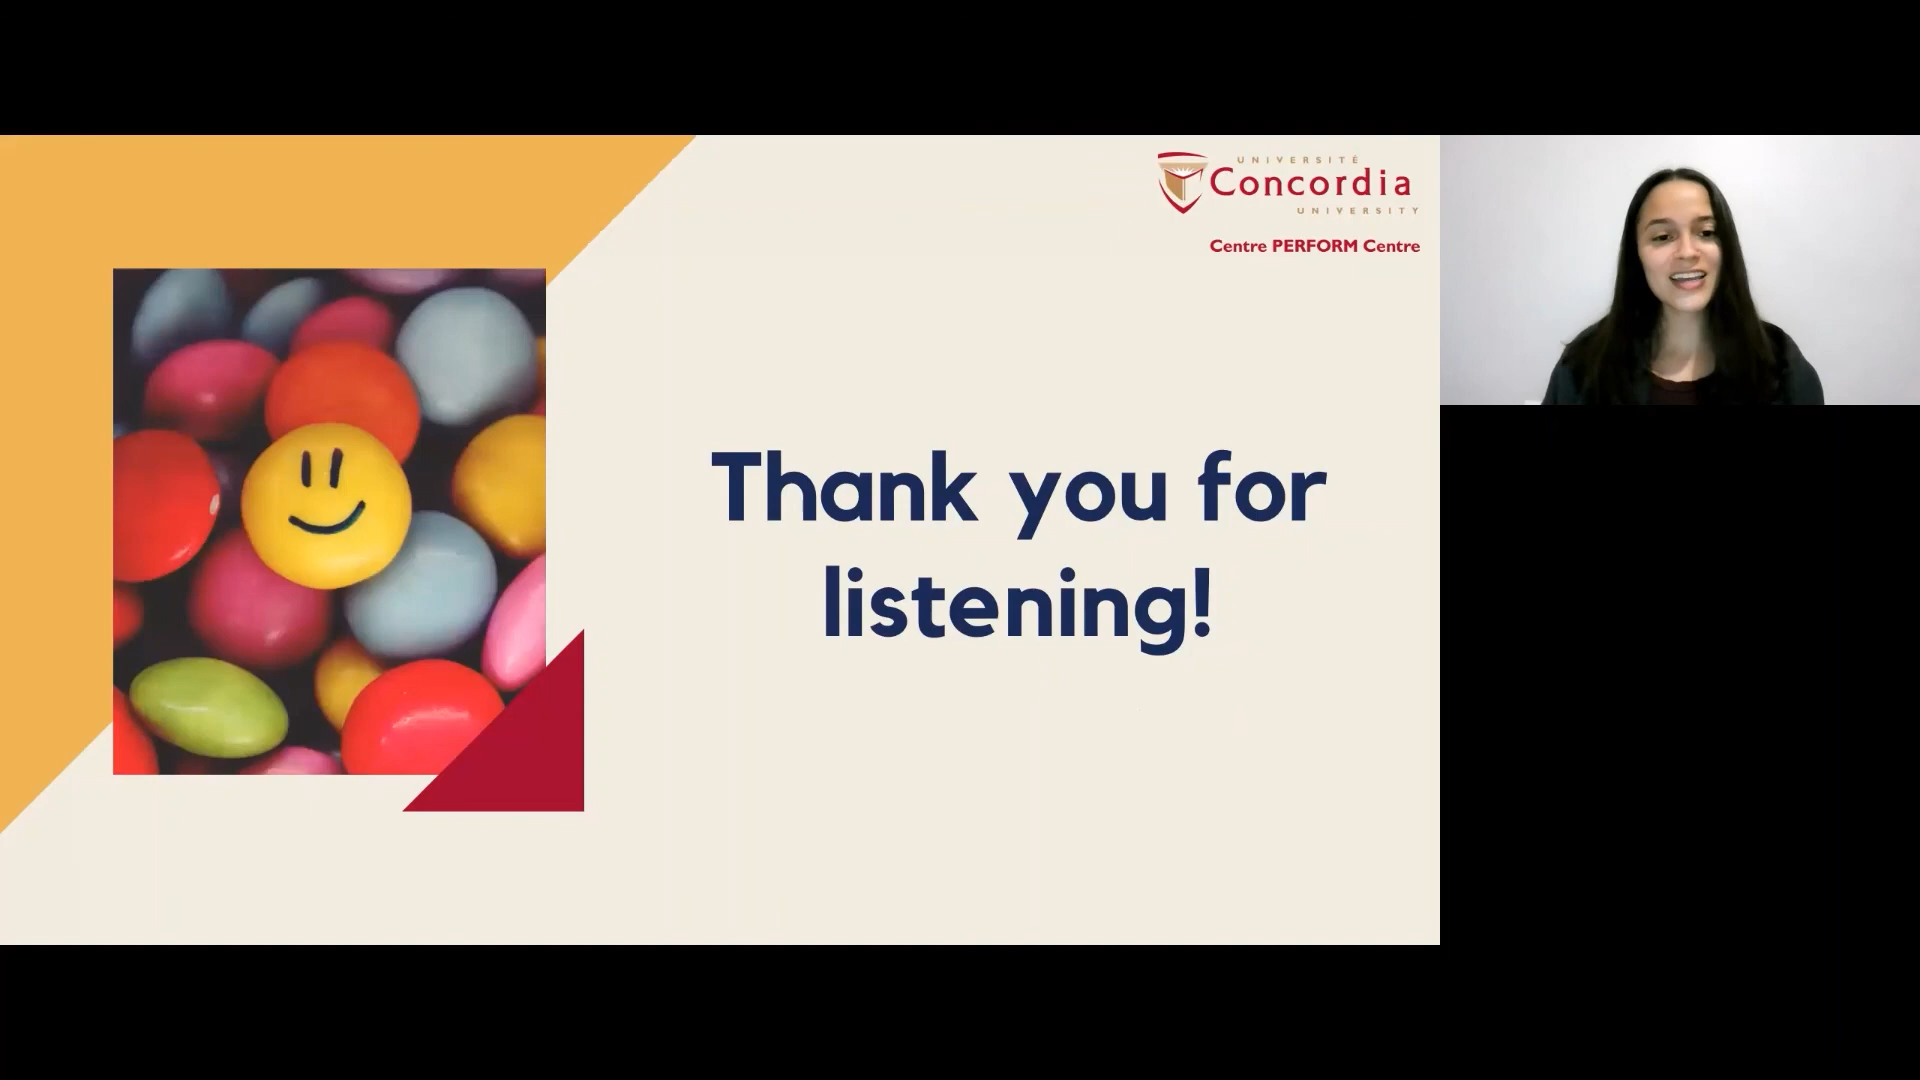 UNIVERSITÉ
Concordia
UNIVERSITY
Centre PERFORM Centre
Thank you for
listening!